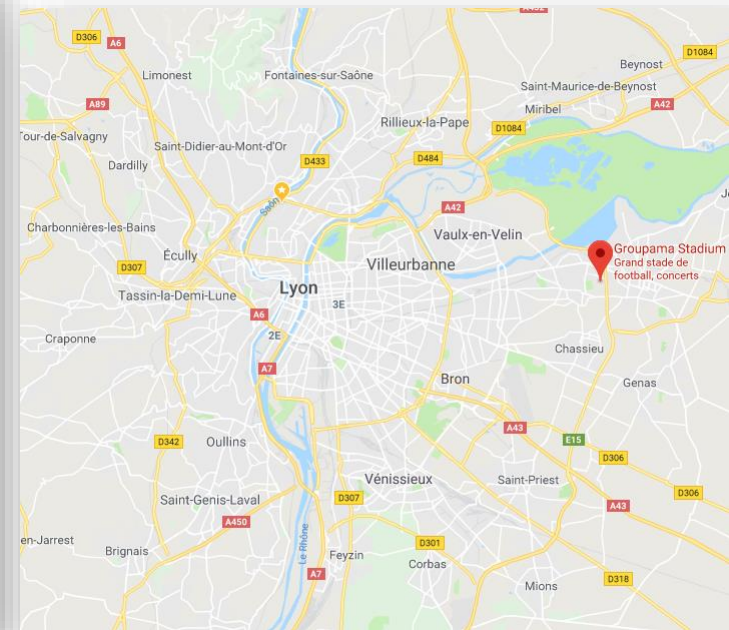 D306
A6
Limonest
Fontaines-sur-Saône
Beynost
D1084
Saint-Maurice-de-Beynost
A89
Miribel
A42
Tour-de-Salvagny
Rillieux-la-Pape
D1084
Saint-Didier-au-Mont-d'Or
Dardilly
D433
D484
A42
Charbonnières-les-Bains
Vaulx-en-Velin
Écully
Groupama Stadium
Grand stade de
football, concerts
D307
Villeurbanne
Tassin-la-Demi-Lune
Lyon
3E
A6
2E
Craponne
Chassieu
A7
Bron
Genas
A43
D342
Oullins
E15
D306
Vénissieux
Saint-Priest
D306
Saint-Genis-Laval
D307
A43
A450
en-Jarrest
Brignais
Le Rhône
Feyzin
D301
Corbas
A7
D318
Mions